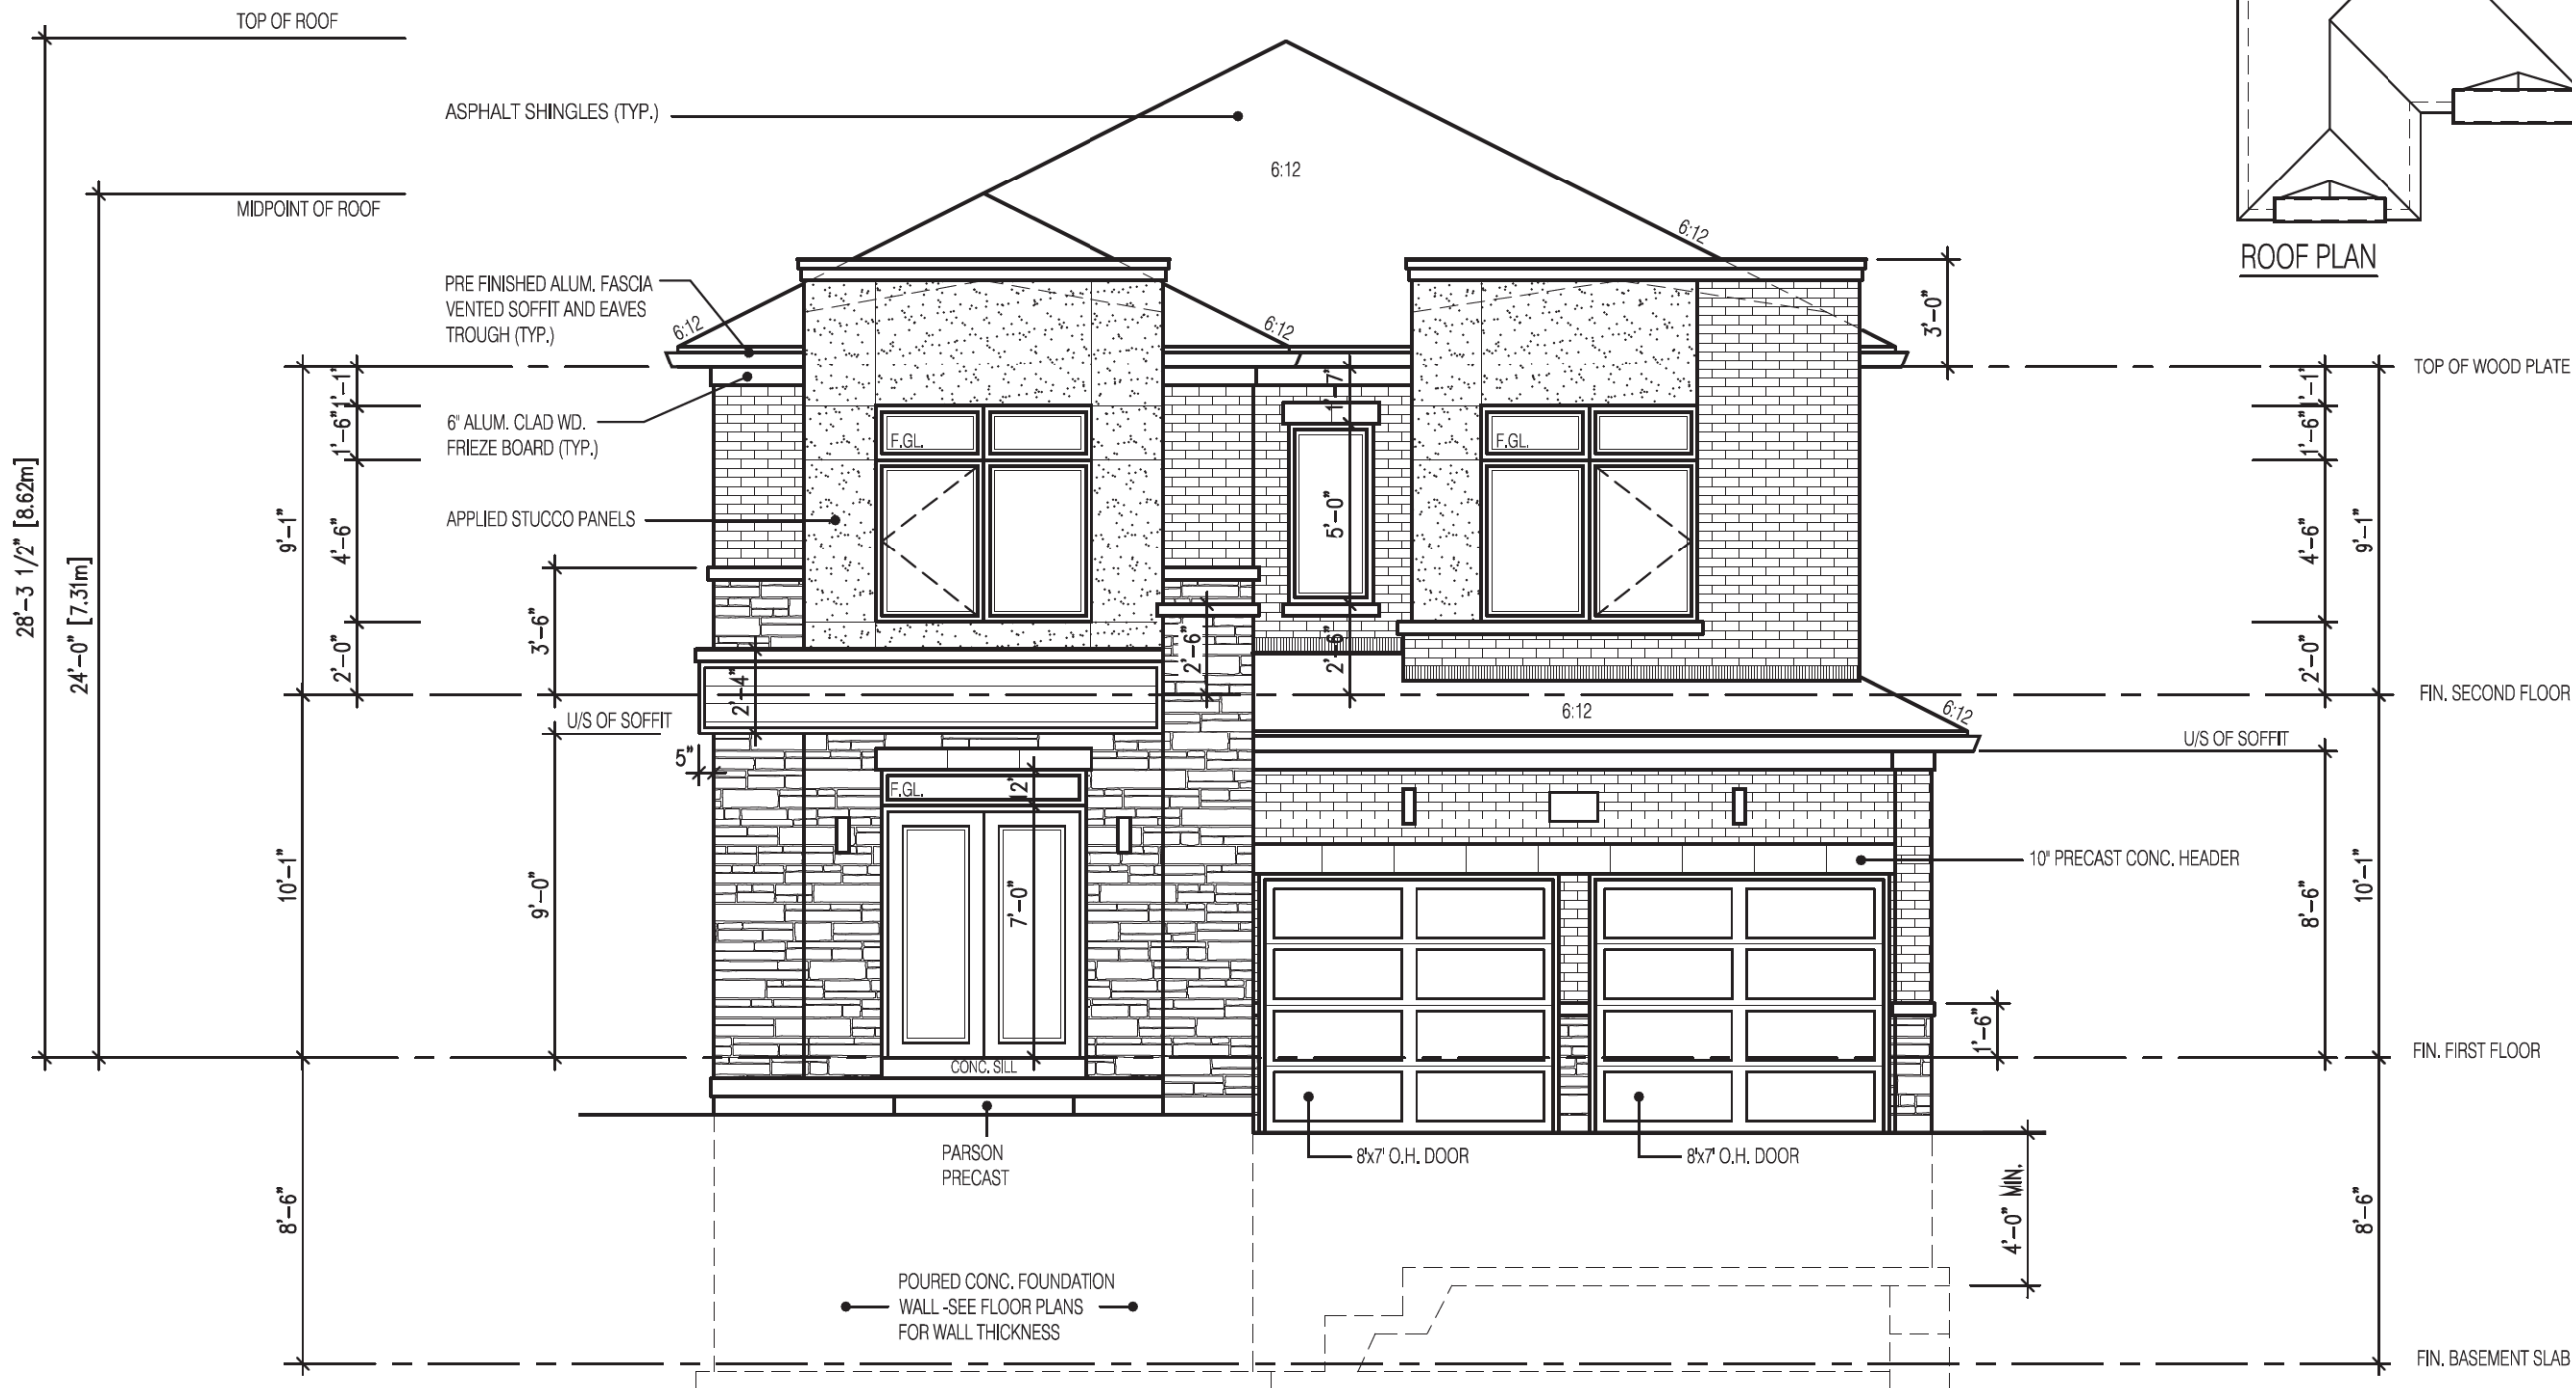 TOP OF ROOF
MIDPOINT OF ROOF
ASPHALT SHINGLES (TYP.)
6:12
6:12
ROOF PLAN
PRE FINISHED ALUM. FASCIA
VENTED SOFFIT AND EAVES
TROUGH (TYP.)
6:12
6:12
3'-0"
TOP OF WOOD PLATE
6" ALUM. CLAD WD.
FRIEZE BOARD (TYP.)
APPLIED STUCCO PANELS
28'-3 1/2" [8.62m]
24'-0" [7.31m]
9'-1"
1'-1"
1'-6"
4'-6"
2'-0"
3'-6"
F.GL.
1'-7"
5'-0"
2'-6"
2'-6"
F.GL.
1'-1"
1'-6"
4'-6"
2'-0"
9'-1"
FIN. SECOND FLOOR
2'-4"
U/S OF SOFFIT
5"
6:12
6:12
U/S OF SOFFIT
F.GL.
12"
7'-0"
10'-1"
9'-0"
10" PRECAST CONC. HEADER
8'-6"
10'-1"
1'-6"
FIN. FIRST FLOOR
CONC. SILL
PARSON
PRECAST
8'x7' O.H. DOOR
8'x7' O.H. DOOR
4'-0" MIN.
8'-6"
8'-6"
POURED CONC. FOUNDATION
WALL -SEE FLOOR PLANS
FOR WALL THICKNESS
FIN. BASEMENT SLAB